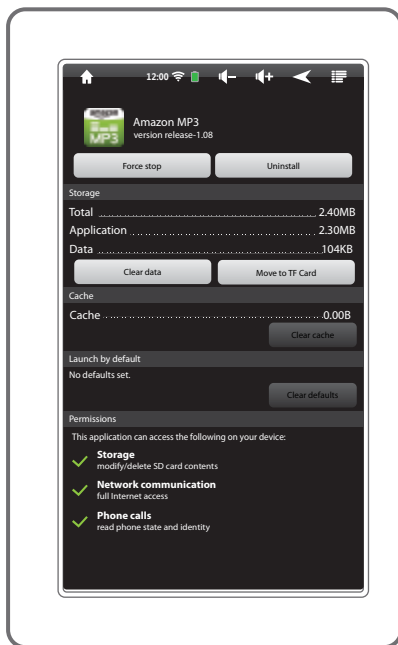 12:00
amazon
MP3
Amazon MP3
version release-1.08
Force stop Uninstall
Storage
Total 2.40MB
Application 2.30MB
Data 104KB
Clear data Move to TF Card
Cache
Cache 0.00B
Clear cache
Launch by default
No defaults set.
Clear defaults
Permissions
This application can access the following on your device:
Storage
modify/delete SD card contents
Network communication
full Internet access
Phone calls
read phone state and identity